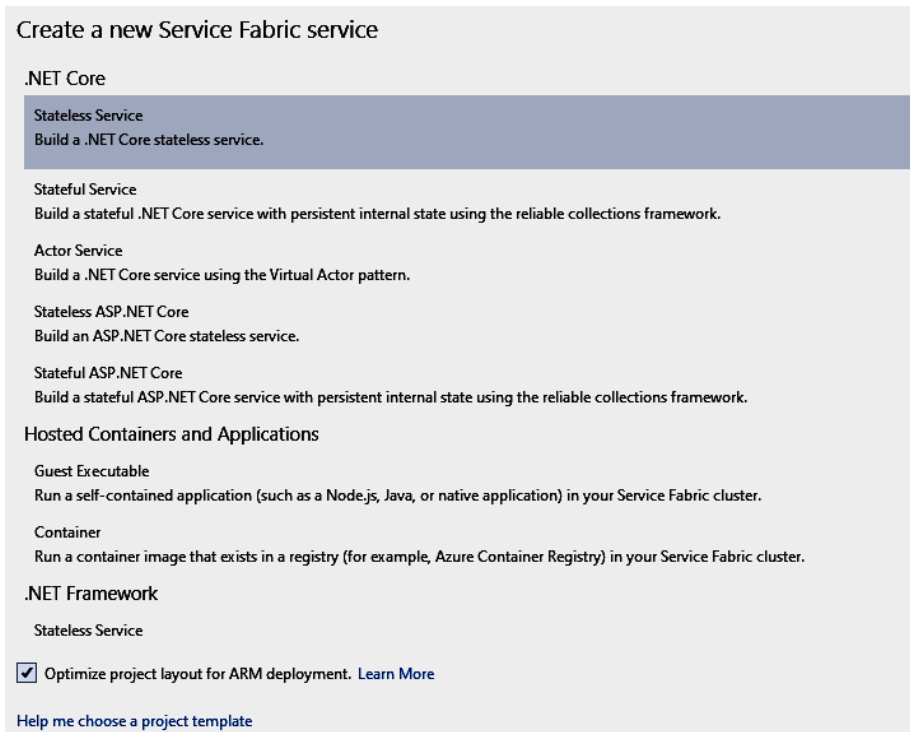 Create a new Service Fabric service
.NET Core
Stateless Service
Build a .NET Core stateless service.
Stateful Service
Build a stateful .NET Core service with persistent internal state using the reliable collections framework.
Actor Service
Build a .NET Core service using the Virtual Actor pattern.
Stateless ASP.NET Core
Build an ASP.NET Core stateless service.
Stateful ASP.NET Core
Build a stateful ASP.NET Core service with persistent internal state using the reliable collections framework.
Hosted Containers and Applications
Guest Executable
Run a self-contained application (such as a Node.js, Java, or native application) in your Service Fabric cluster.
Container
Run a container image that exists in a registry (for example, Azure Container Registry) in your Service Fabric cluster.
.NET Framework
Stateless Service
Optimize project layout for ARM deployment. Learn More
Help me choose a project template